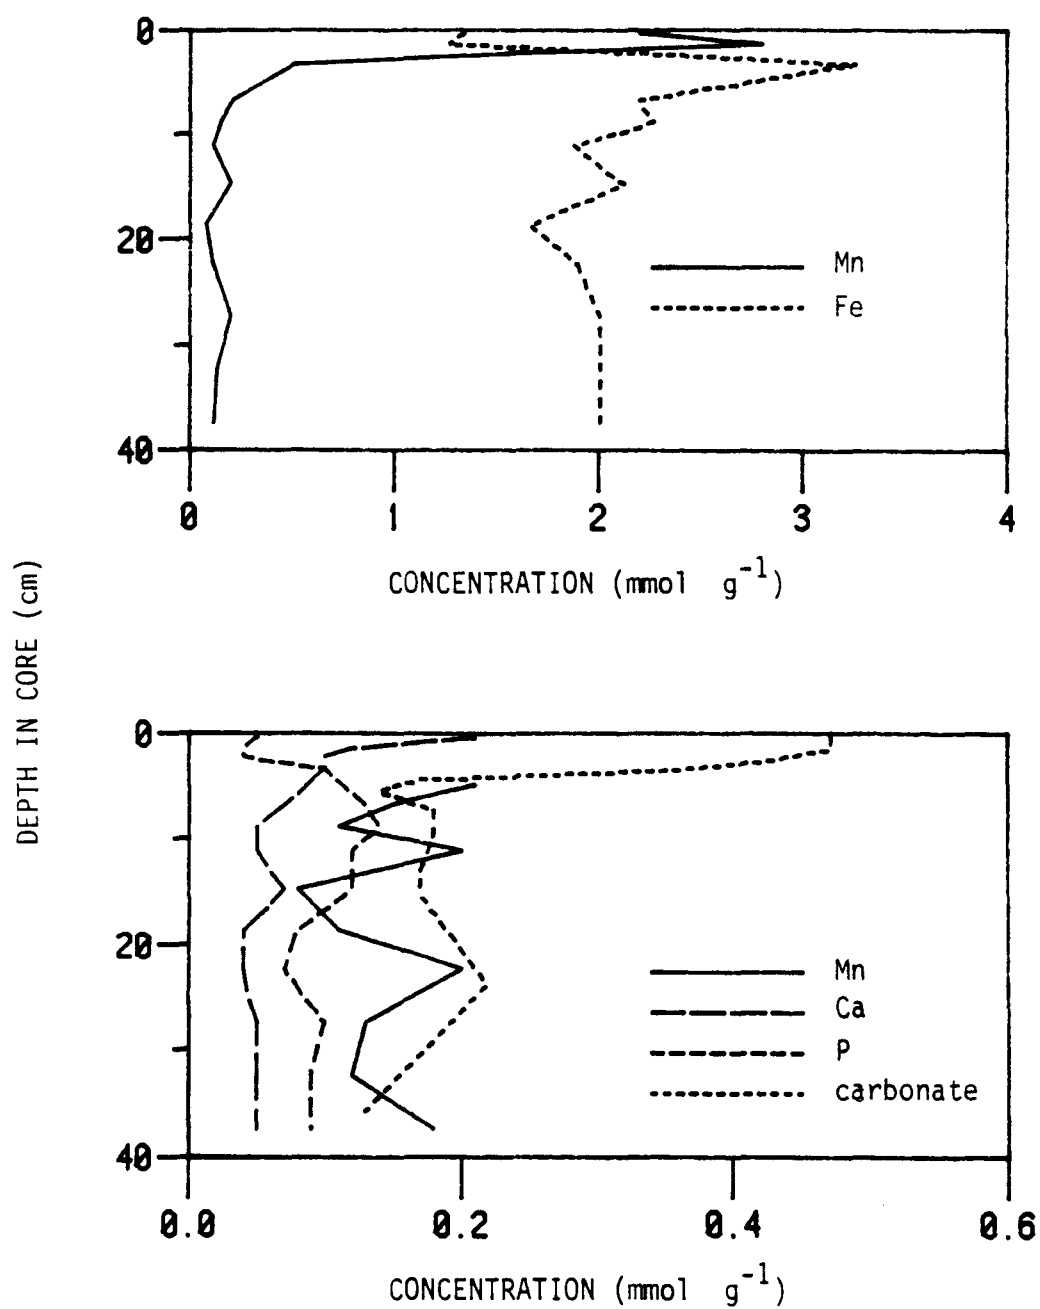 0
20
40
0 1 2 3 4
Mn
Fe
CONCENTRATION (mmol g-1)
DEPTH IN CORE (cm)
0
20
40
0.0 0.2 0.4 0.6
Mn
Ca
P
carbonate
CONCENTRATION (mmol g-1)